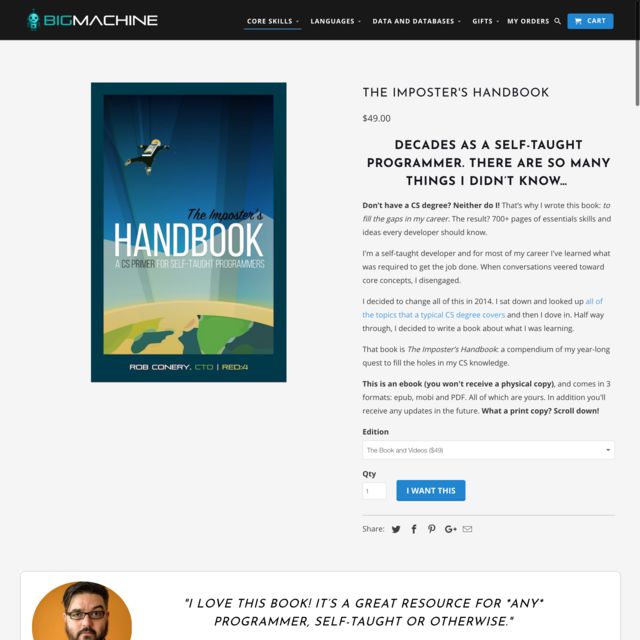 BIGMACHINE
CORE SKILLS LANGUAGES DATA AND DATABASES GIFTS MY ORDERS CART
The Imposter's
HANDBOOK
A CS PRIMER FOR SELF-TAUGHT PROGRAMMERS
ROB CONERY, CTO | RED:4
THE IMPOSTER'S HANDBOOK
$49.00
DECADES AS A SELF-TAUGHT
PROGRAMMER. THERE ARE SO MANY
THINGS I DIDN'T KNOW...
Don't have a CS degree? Neither do I! That's why I wrote this book: to
fill the gaps in my career. The result? 700+ pages of essentials skills and
ideas every developer should know.
I'm a self-taught developer and for most of my career I've learned what
was required to get the job done. When conversations veered toward
core concepts, I disengaged.
I decided to change all of this in 2014. I sat down and looked up all of
the topics that a typical CS degree covers and then I dove in. Half way
through, I decided to write a book about what I was learning.
That book is The Imposter's Handbook: a compendium of my year-long
quest to fill the holes in my CS knowledge.
This is an ebook (you won't receive a physical copy), and comes in 3
formats: epub, mobi and PDF. All of which are yours. In addition you'll
receive any updates in the future. What a print copy? Scroll down!
Edition
The Book and Videos ($49)
Qty
1
I WANT THIS
Share:
G+
"I LOVE THIS BOOK! IT'S A GREAT RESOURCE FOR *ANY*
PROGRAMMER, SELF-TAUGHT OR OTHERWISE."